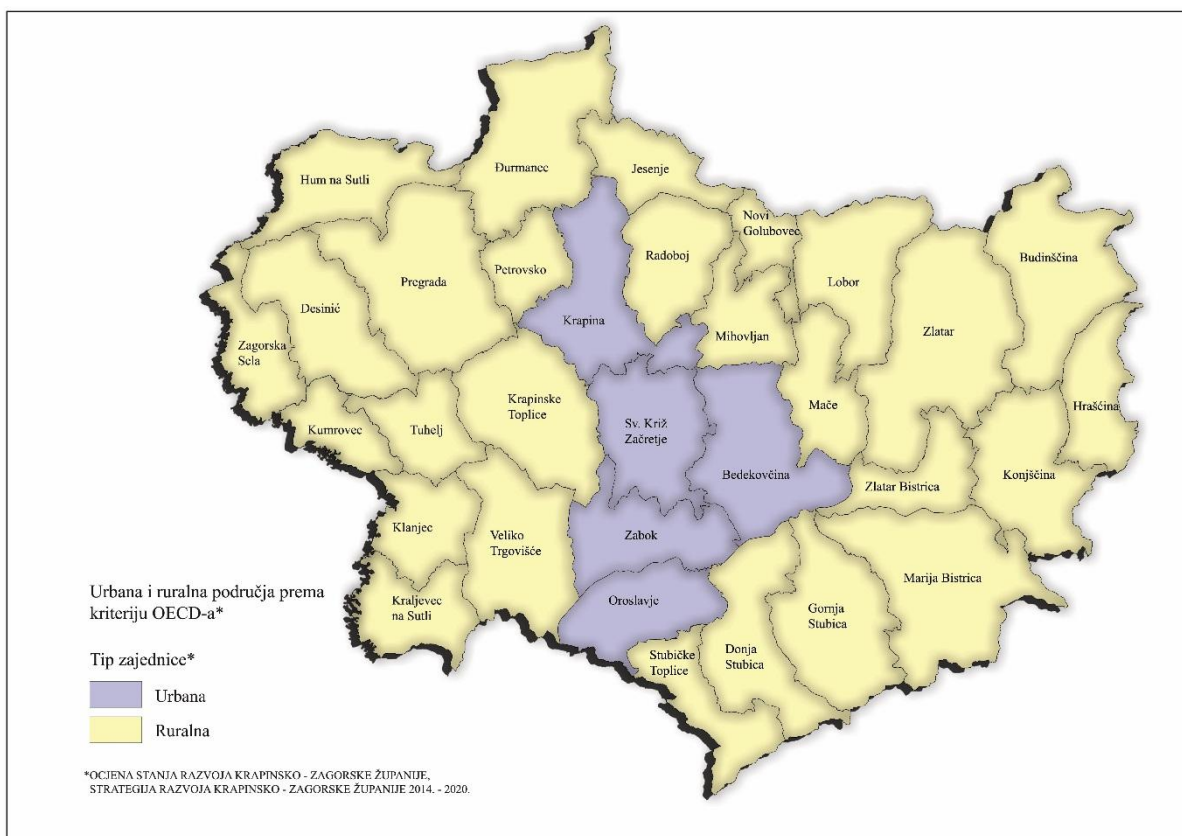 Đurmanec
Jesenje
Hum na Sutli
Novi
Golubovec
Radoboj
Budinščina
Petrovsko
Pregrada
Lobor
Desinić
Krapina
Zlatar
Mihovljan
Zagorska
Sela
Krapinske
Toplice
Mače
Hrašćina
Kumrovec
Tuhelj
Sv. Križ
Začretje
Bedekovčina
Zlatar Bistrica
Konjščina
Klanjec
Veliko
Trgovišće
Zabok
Marija Bistrica
Oroslavje
Gornja
Stubica
Kraljevec
na Sutli
Stubičke
Toplice
Donja
Stubica
Urbana i ruralna područja prema
kriteriju OECD-a*
Tip zajednice*
Urbana
Ruralna
*OCJENA STANJA RAZVOJA KRAPINSKO - ZAGORSKE ŽUPANIJE,
STRATEGIJA RAZVOJA KRAPINSKO - ZAGORSKE ŽUPANIJE 2014. - 2020.